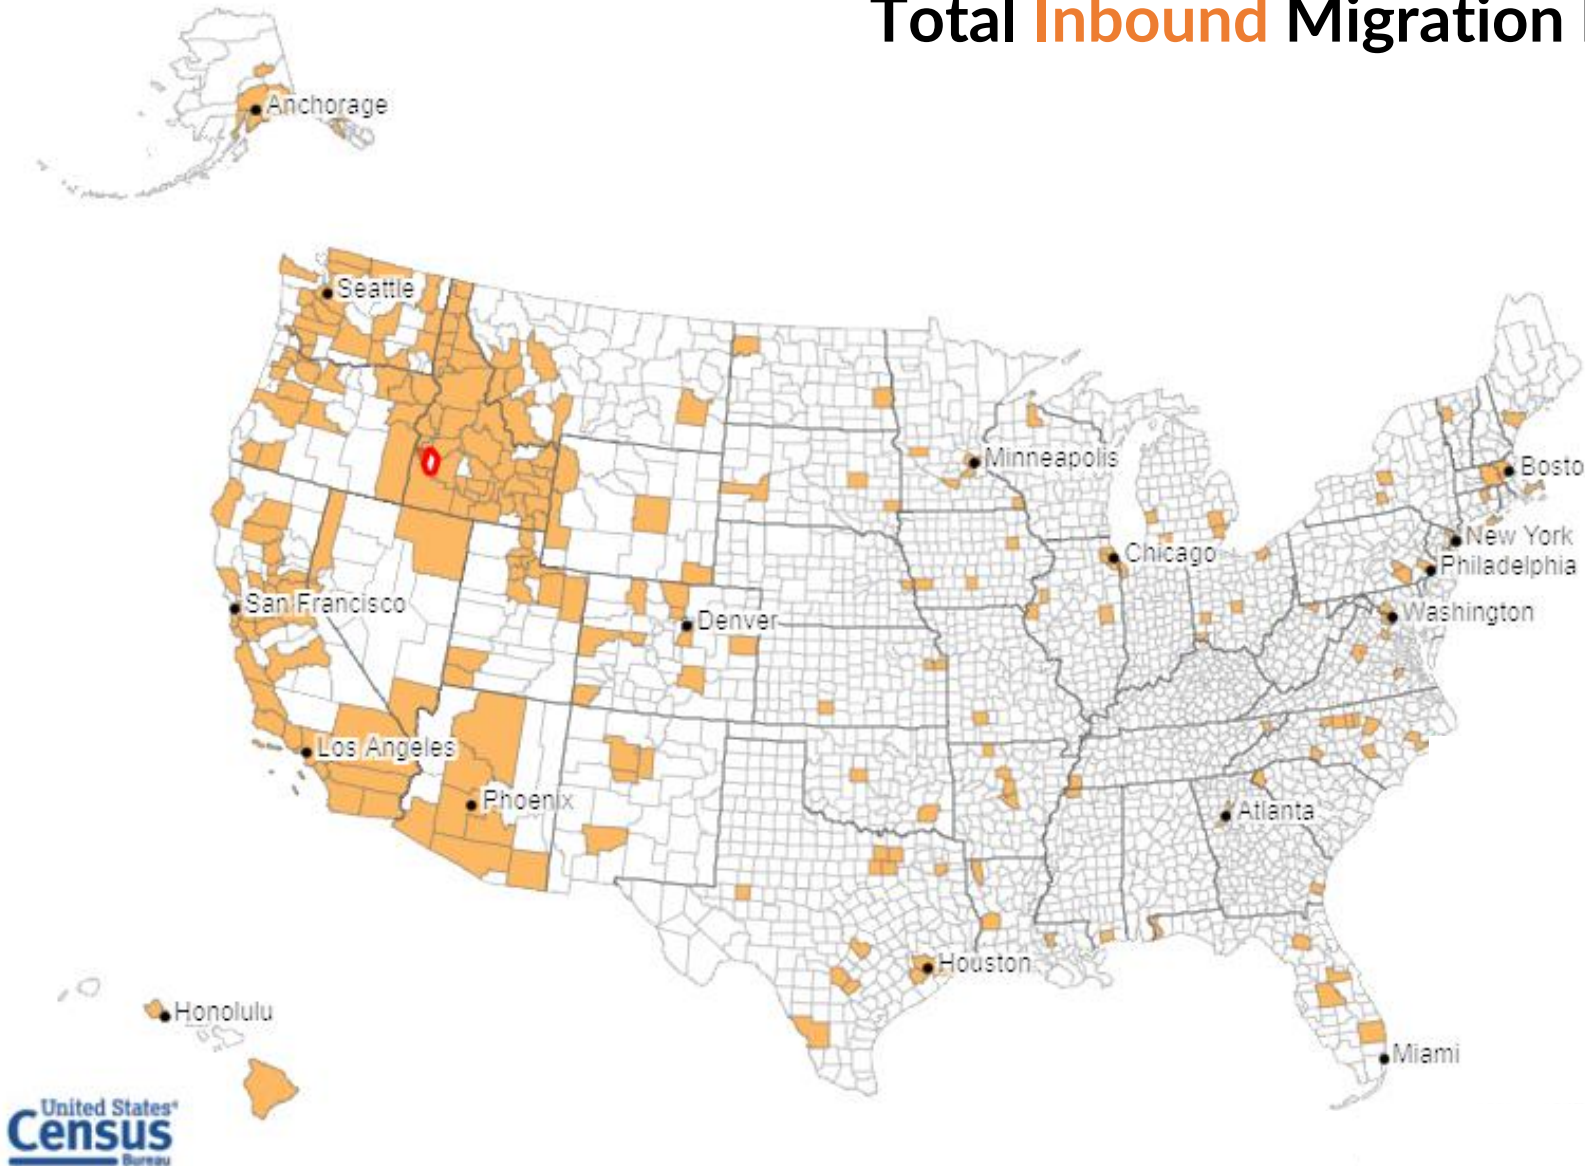 Total Inbound Migration
Anchorage
Seattle
Minneapolis
Bosto
New York
Chicago
Philadelphia
San Francisco
Washington
Denver
Los Angeles
Phoenix
Atlanta
Houston
Honolulu
Miami
United States®
Census
Bureau